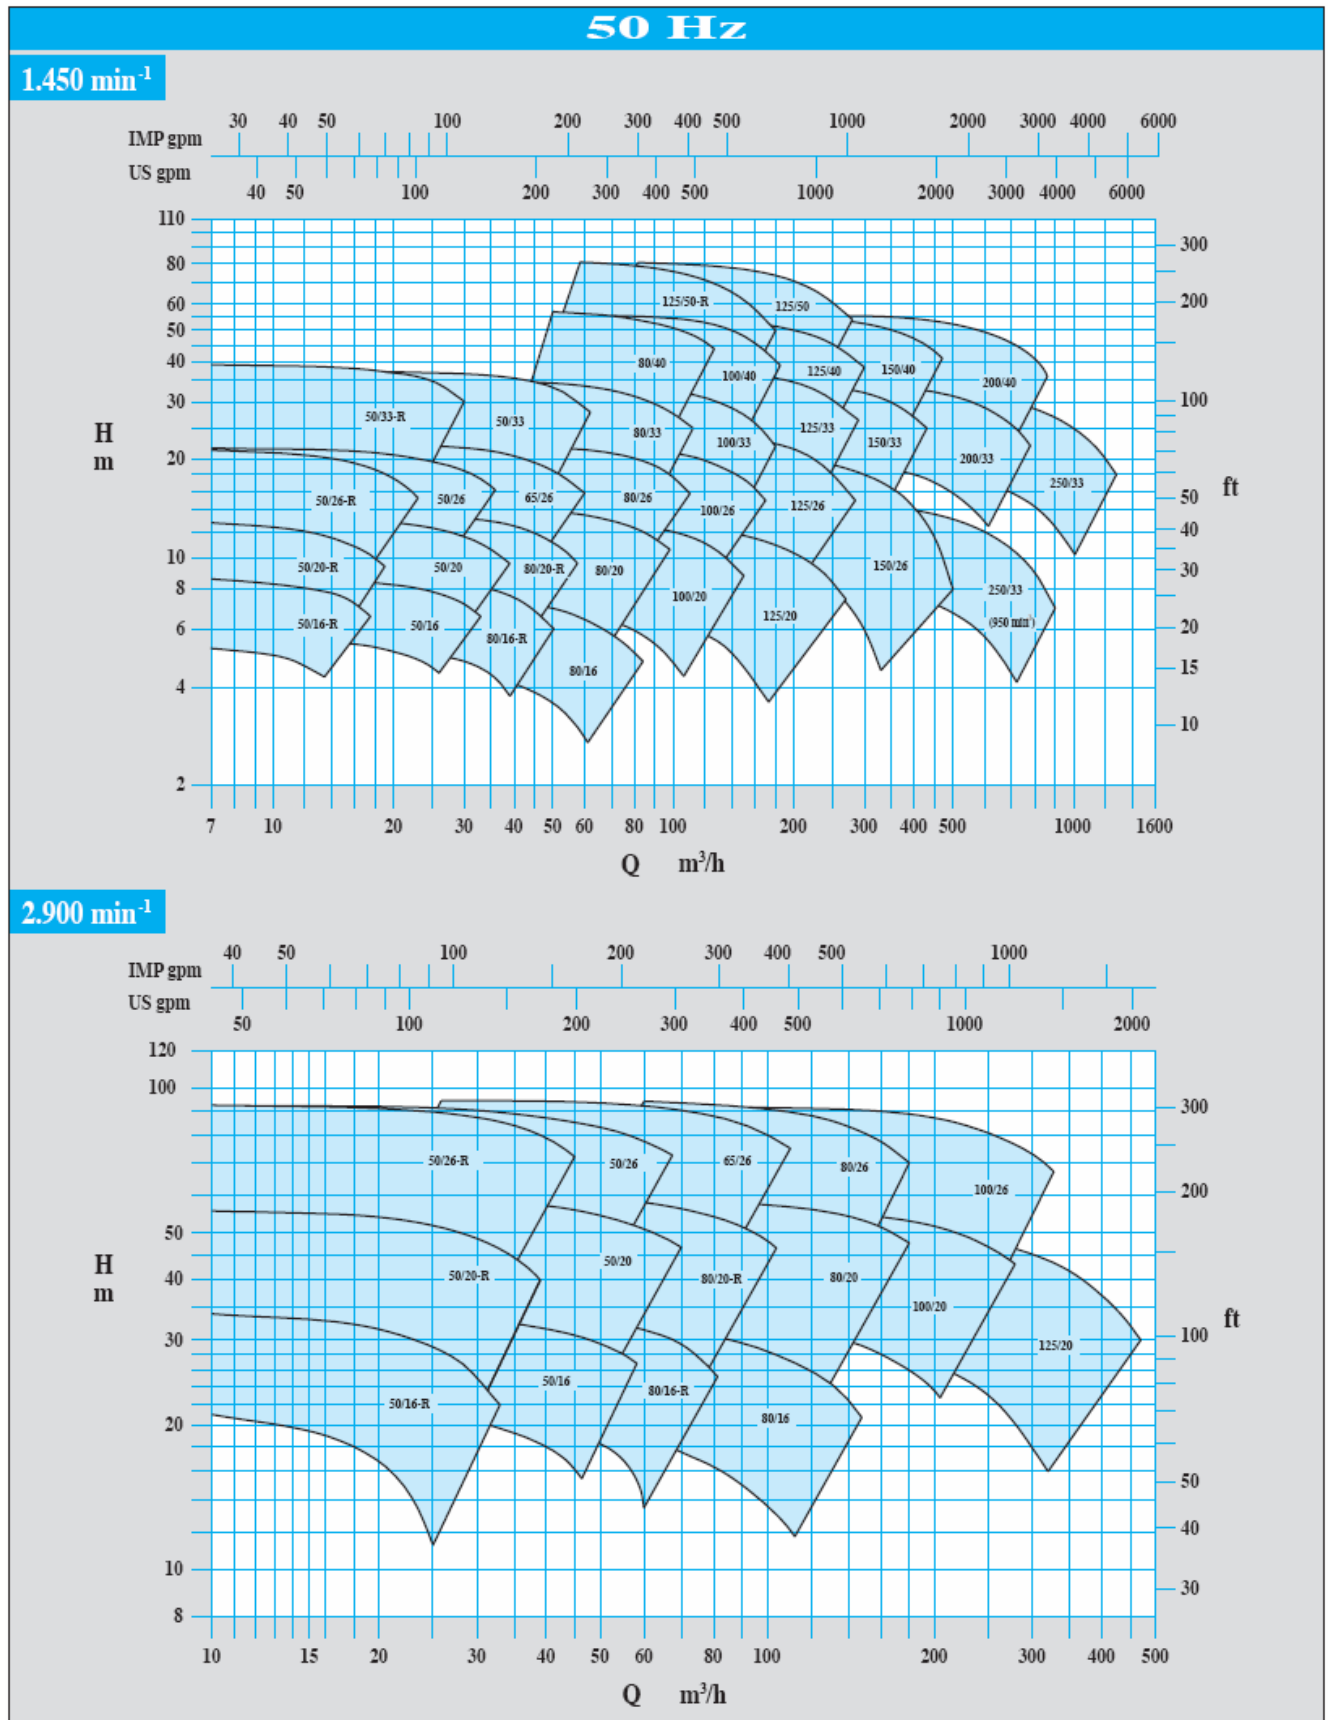 50 Hz
1.450 min-1
30 40 50 100 200 300 400 500 1000 2000 3000 4000 6000
IMP gpm
US gpm
40 50 100 200 300 400 500 1000 2000 3000 4000 6000
110
80
60
50
40
30
20
10
8
6
4
2
H
m
300
200
100
50
40
30
20
15
10
ft
125/50-R
125/50
80/40
100/40
125/40
150/40
200/40
50/33-R
50/33
80/33
100/33
125/33
150/33
200/33
250/33
50/26-R
50/26
65/26
80/26
100/26
125/26
150/26
250/33
(950 min¹)
50/20-R
50/20
80/20-R
80/20
100/20
125/20
50/16-R
50/16
80/16-R
80/16
7 10 20 30 40 50 60 80 100 200 300 400 500 1000 1600
Q m³/h
2.900 min-1
40 50 100 200 300 400 500 1000
IMP gpm
US gpm
50 100 200 300 400 500 1000 2000
120
100
50
40
30
20
10
8
H
m
300
200
100
50
40
30
ft
50/26-R
50/26
65/26
80/26
100/26
50/20-R
50/20
80/20-R
80/20
100/20
125/20
50/16-R
50/16
80/16-R
80/16
10 15 20 30 40 50 60 80 100 200 300 400 500
Q m³/h